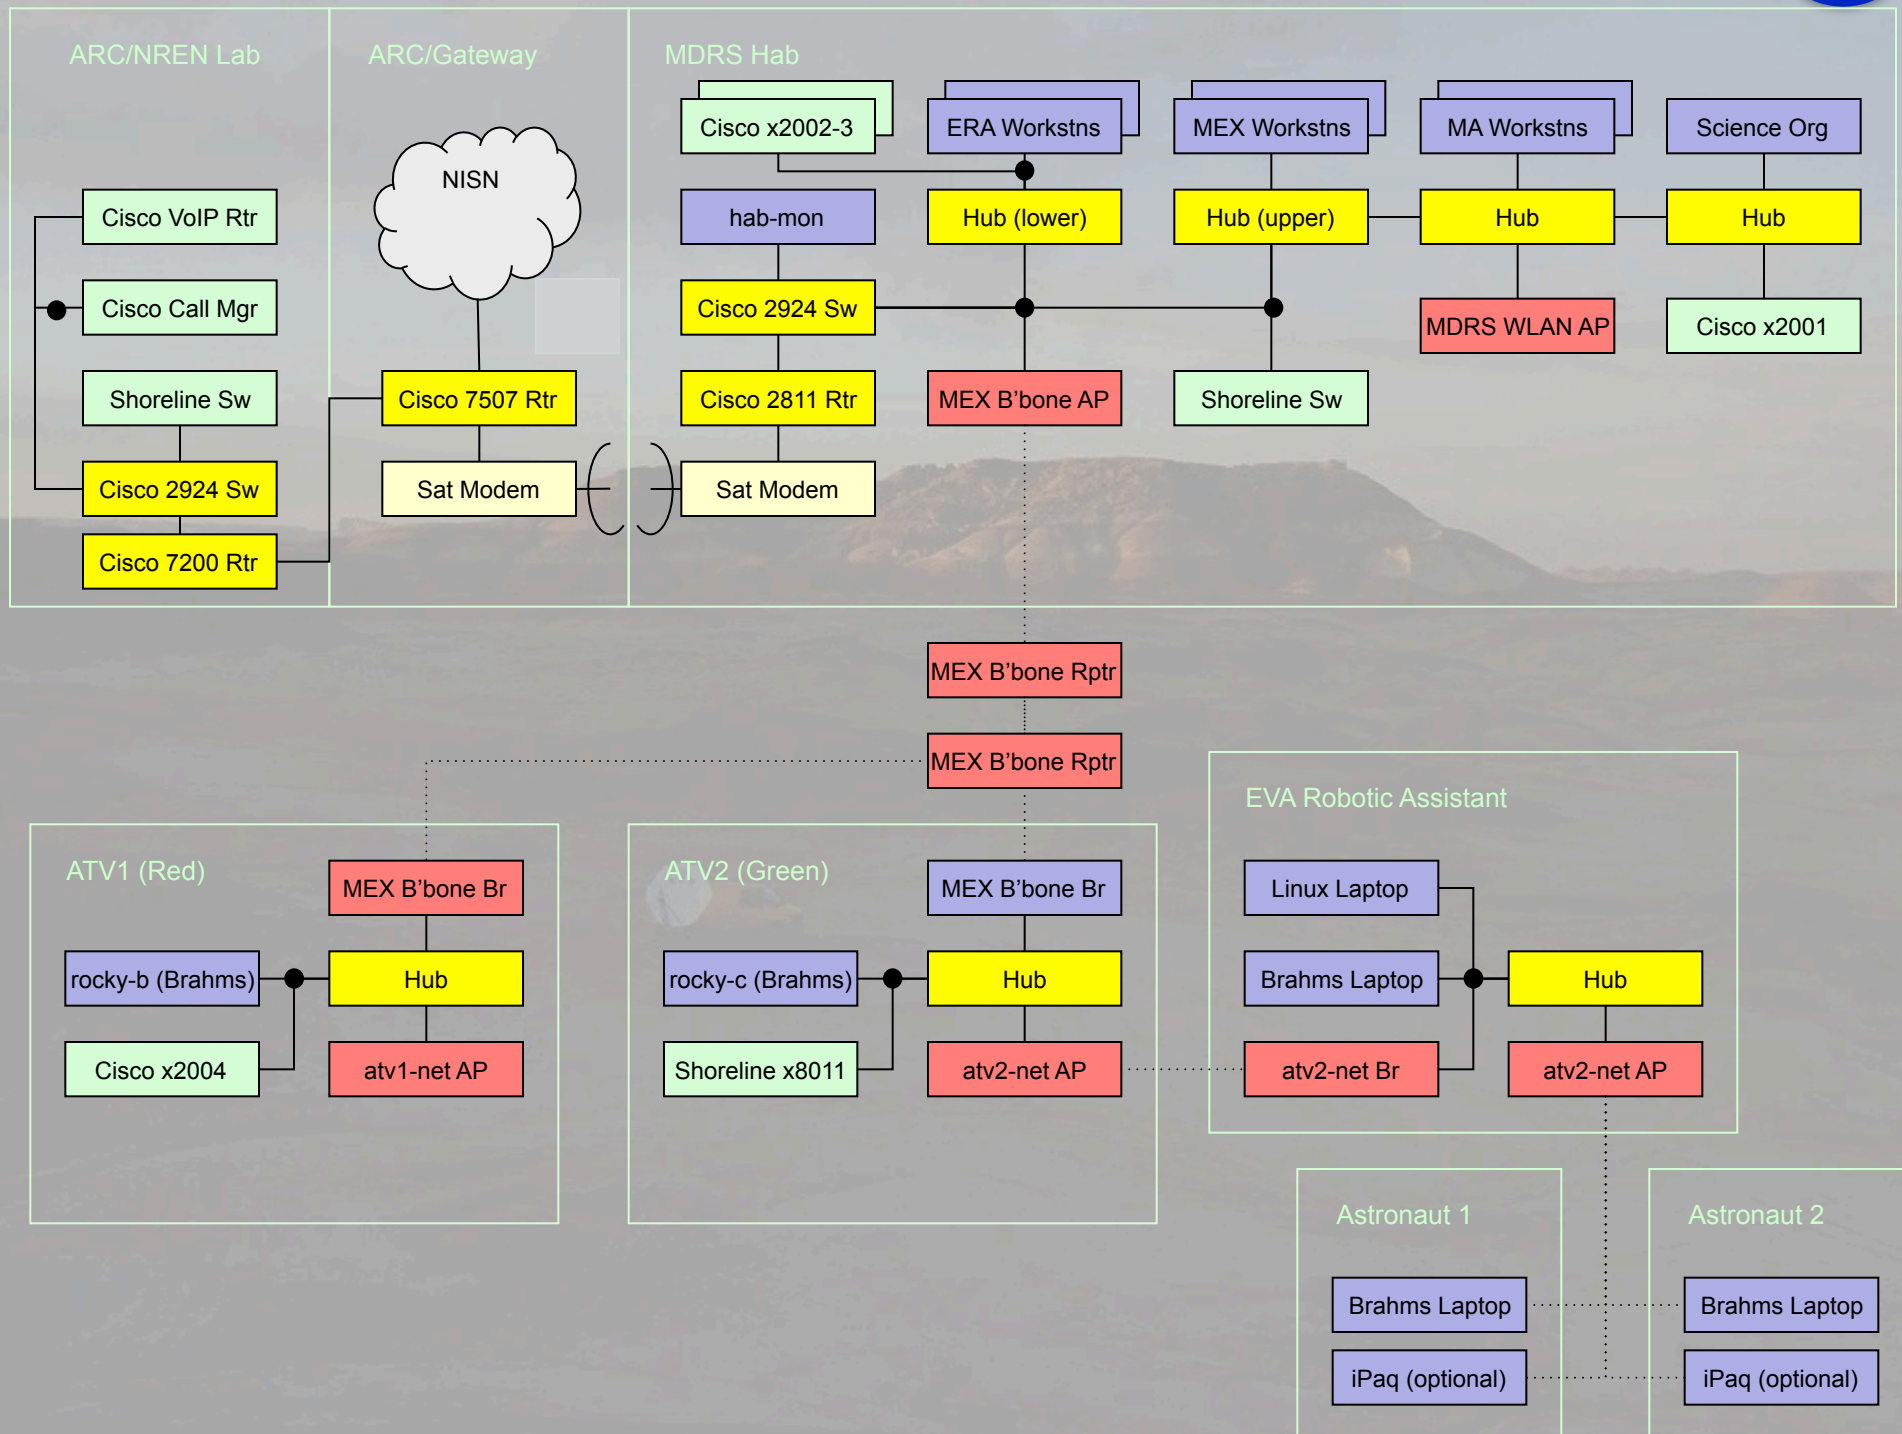 ARC/NREN Lab
ARC/Gateway
MDRS Hab
Cisco x2002-3
ERA Workstns
MEX Workstns
MA Workstns
Science Org
NISN
Cisco VoIP Rtr
hab-mon
Hub (lower)
Hub (upper)
Hub
Hub
Cisco Call Mgr
Cisco 2924 Sw
MDRS WLAN AP
Cisco x2001
Shoreline Sw
Cisco 7507 Rtr
Cisco 2811 Rtr
MEX B'bone AP
Shoreline Sw
Cisco 2924 Sw
Sat Modem
Sat Modem
Cisco 7200 Rtr
MEX B’bone Rptr
MEX B’bone Rptr
EVA Robotic Assistant
ATV1 (Red)
MEX B’bone Br
ATV2 (Green)
MEX B’bone Br
Linux Laptop
rocky-b (Brahms)
Hub
rocky-c (Brahms)
Hub
Brahms Laptop
Hub
Cisco x2004
atv1-net AP
Shoreline x8011
atv2-net AP
atv2-net Br
atv2-net AP
Astronaut 1
Astronaut 2
Brahms Laptop
Brahms Laptop
iPaq (optional)
iPaq (optional)